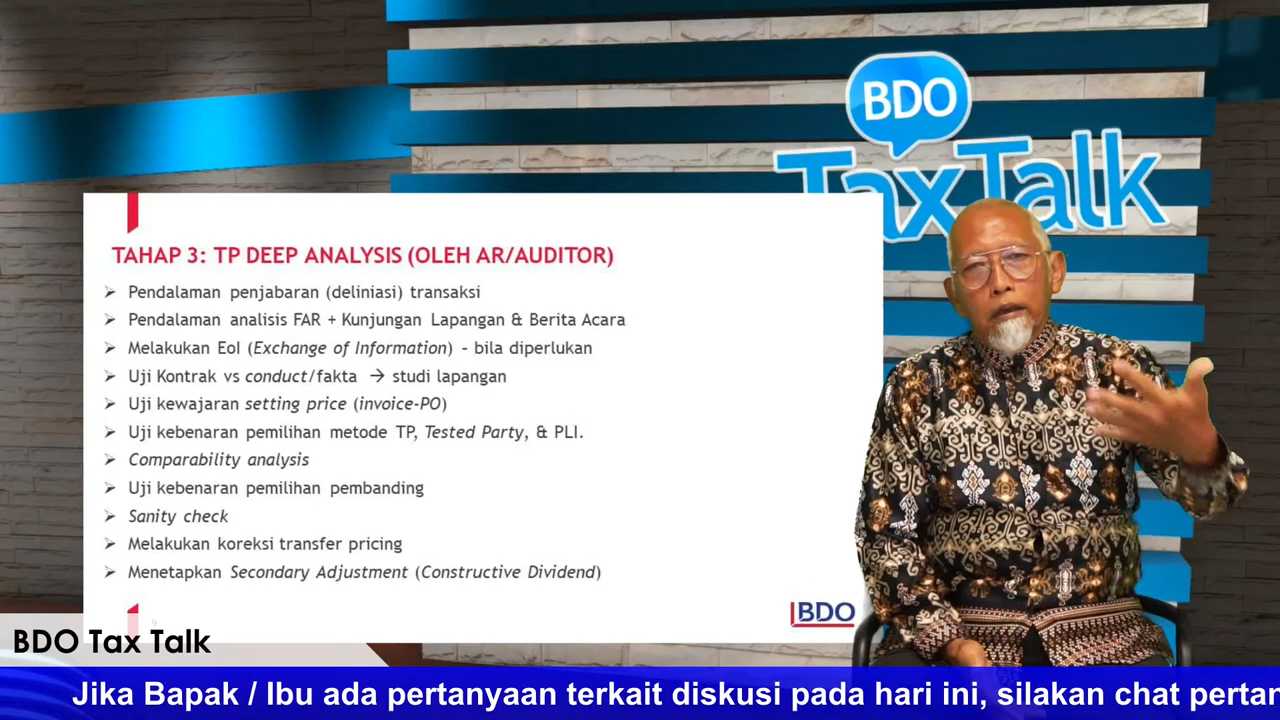 BDO
TaxTalk
TAHAP 3: TP DEEP ANALYSIS (OLEH AR/AUDITOR)
➢ Pendalaman penjabaran (deliniasi) transaksi
➢ Pendalaman analisis FAR + Kunjungan Lapangan & Berita Acara
➢ Melakukan EoI (Exchange of Information) – bila diperlukan
➢ Uji Kontrak vs conduct/fakta → studi lapangan
➢ Uji kewajaran setting price (invoice-PO)
➢ Uji kebenaran pemilihan metode TP, Tested Party, & PLI.
➢ Comparability analysis
➢ Uji kebenaran pemilihan pembanding
➢ Sanity check
➢ Melakukan koreksi transfer pricing
➢ Menetapkan Secondary Adjustment (Constructive Dividend)
9
BDO
BDO Tax Talk
Jika Bapak / Ibu ada pertanyaan terkait diskusi pada hari ini, silakan chat